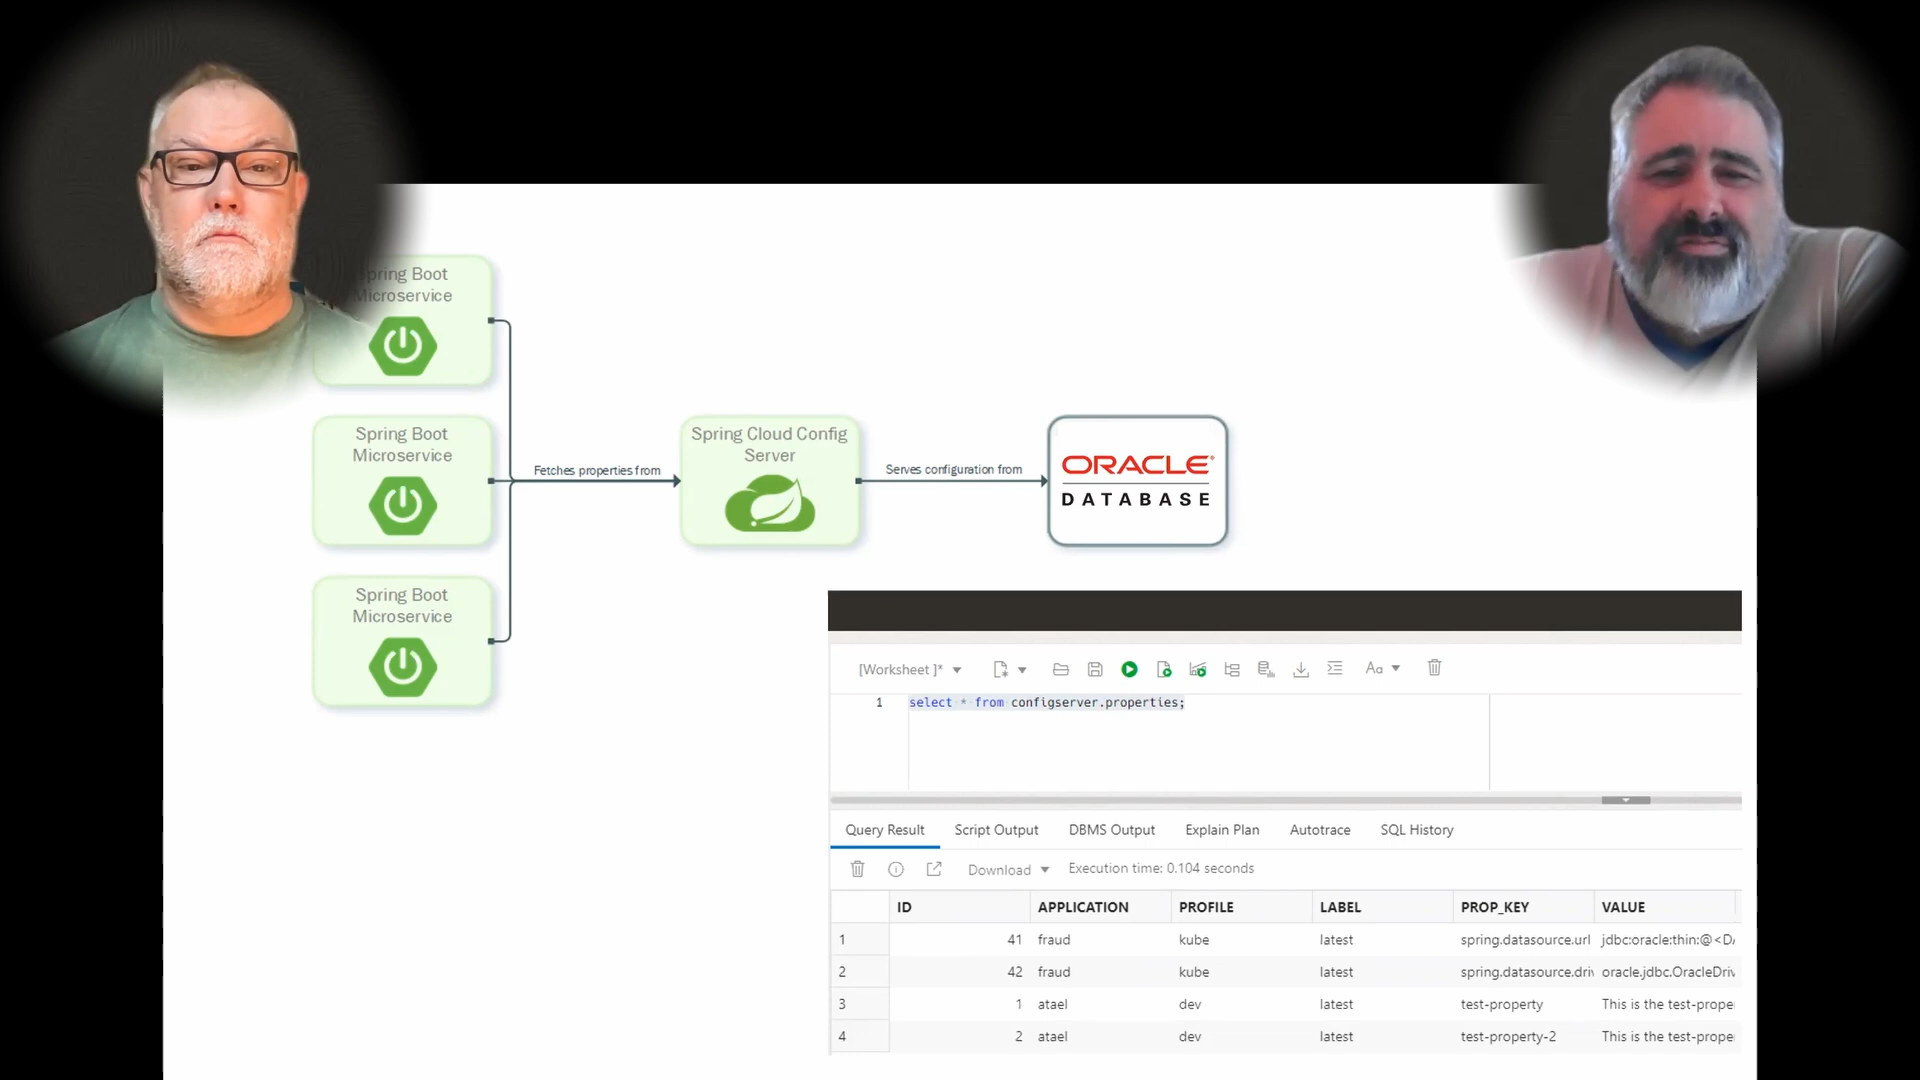 Spring Boot
Microservice
Spring Boot
Microservice
Spring Boot
Microservice
Fetches properties from
Spring Cloud Config
Server
Serves configuration from
ORACLE
DATABASE
[Worksheet ]*
Aa
1 select * from configserver.properties;
Query Result Script Output DBMS Output Explain Plan Autotrace SQL History
Download Execution time: 0.104 seconds
ID APPLICATION PROFILE LABEL PROP_KEY VALUE
1 41 fraud kube latest spring.datasource.url jdbc:oracle:thin:@<D
2 42 fraud kube latest spring.datasource.driv oracle.jdbc.OracleDriv
3 1 atael dev latest test-property This is the test-prope
4 2 atael dev latest test-property-2 This is the test-prope